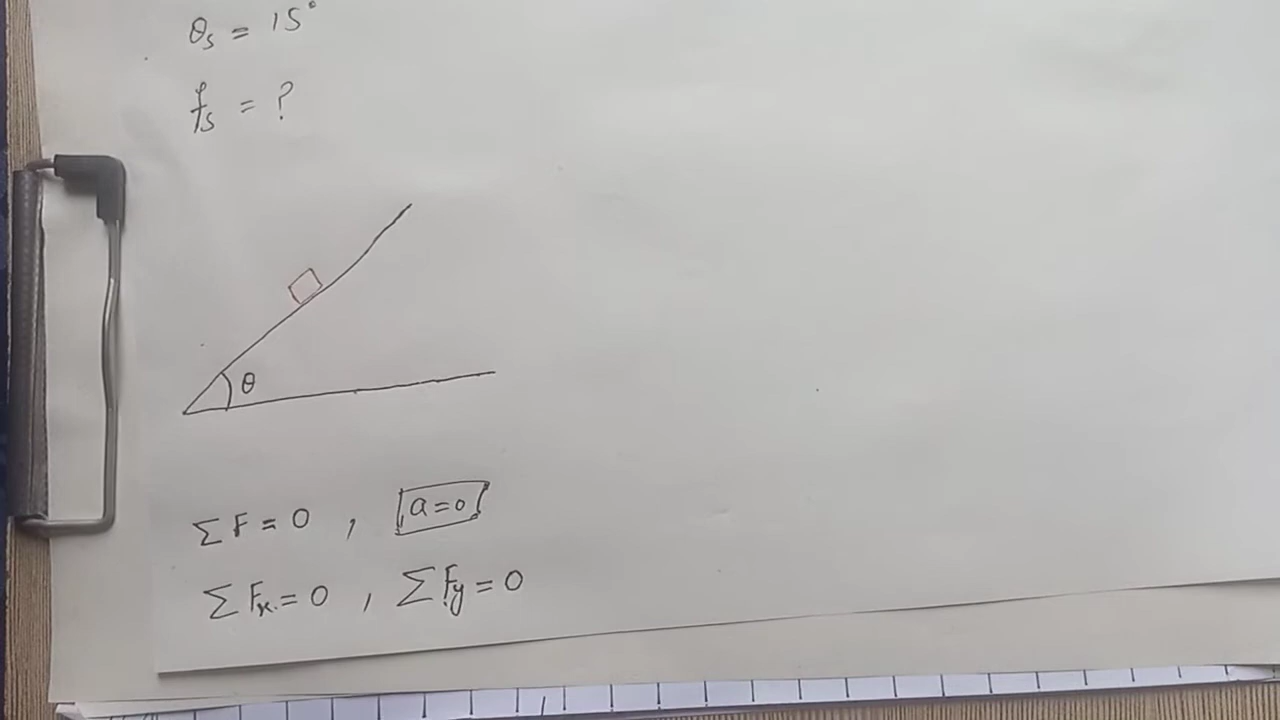 θₛ = 15°
fₛ = ?
θ
ΣF = 0 , a = 0
ΣFₓ = 0 , ΣFy = 0